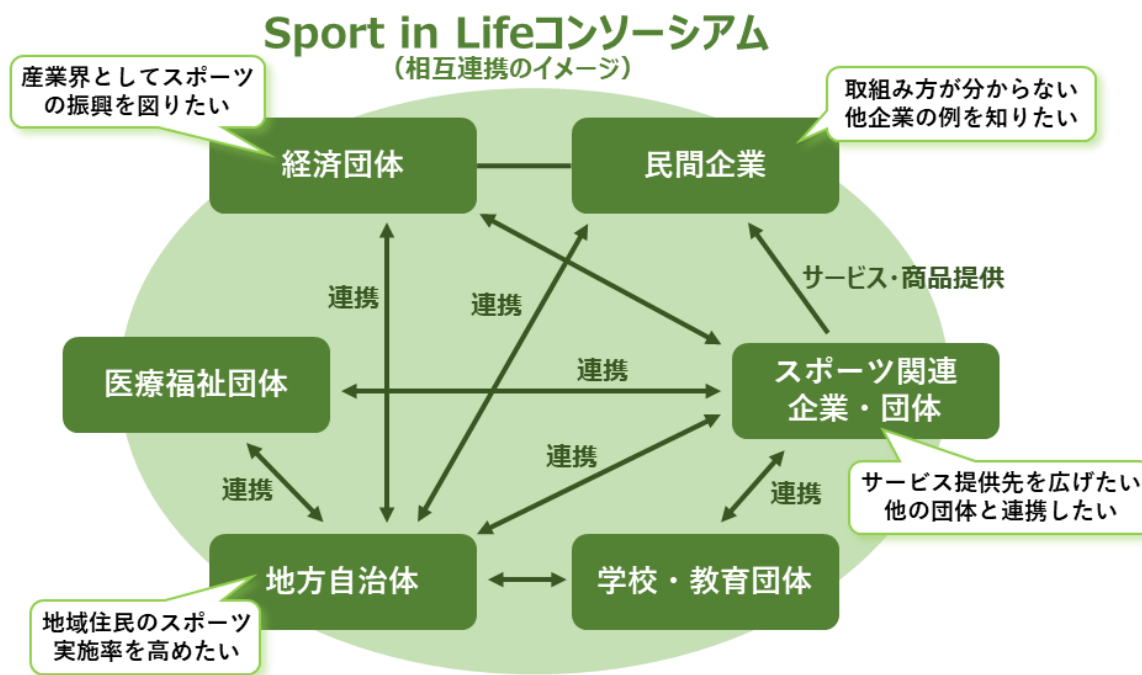 Sport in Lifeコンソーシアム
（相互連携のイメージ）
産業界としてスポーツ
の振興を図りたい
取組み方が分からない
他企業の例を知りたい
経済団体
民間企業
サービス・商品提供
連携
連携
医療福祉団体
連携
スポーツ関連
企業・団体
連携
連携
連携
サービス提供先を広げたい
他の団体と連携したい
地方自治体
学校・教育団体
地域住民のスポーツ
実施率を高めたい